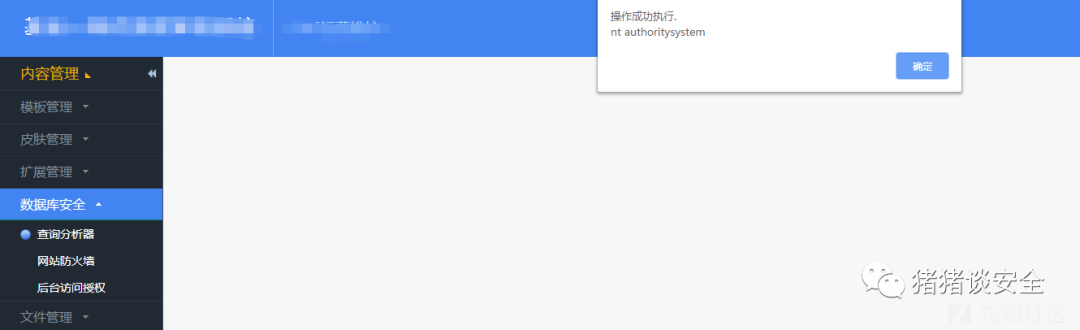 操作成功执行.
nt authoritysystem
确定
内容管理
模板管理
皮肤管理
扩展管理
数据库安全
查询分析器
网站防火墙
后台访问授权
文件管理
猪猪谈安全
先知社区